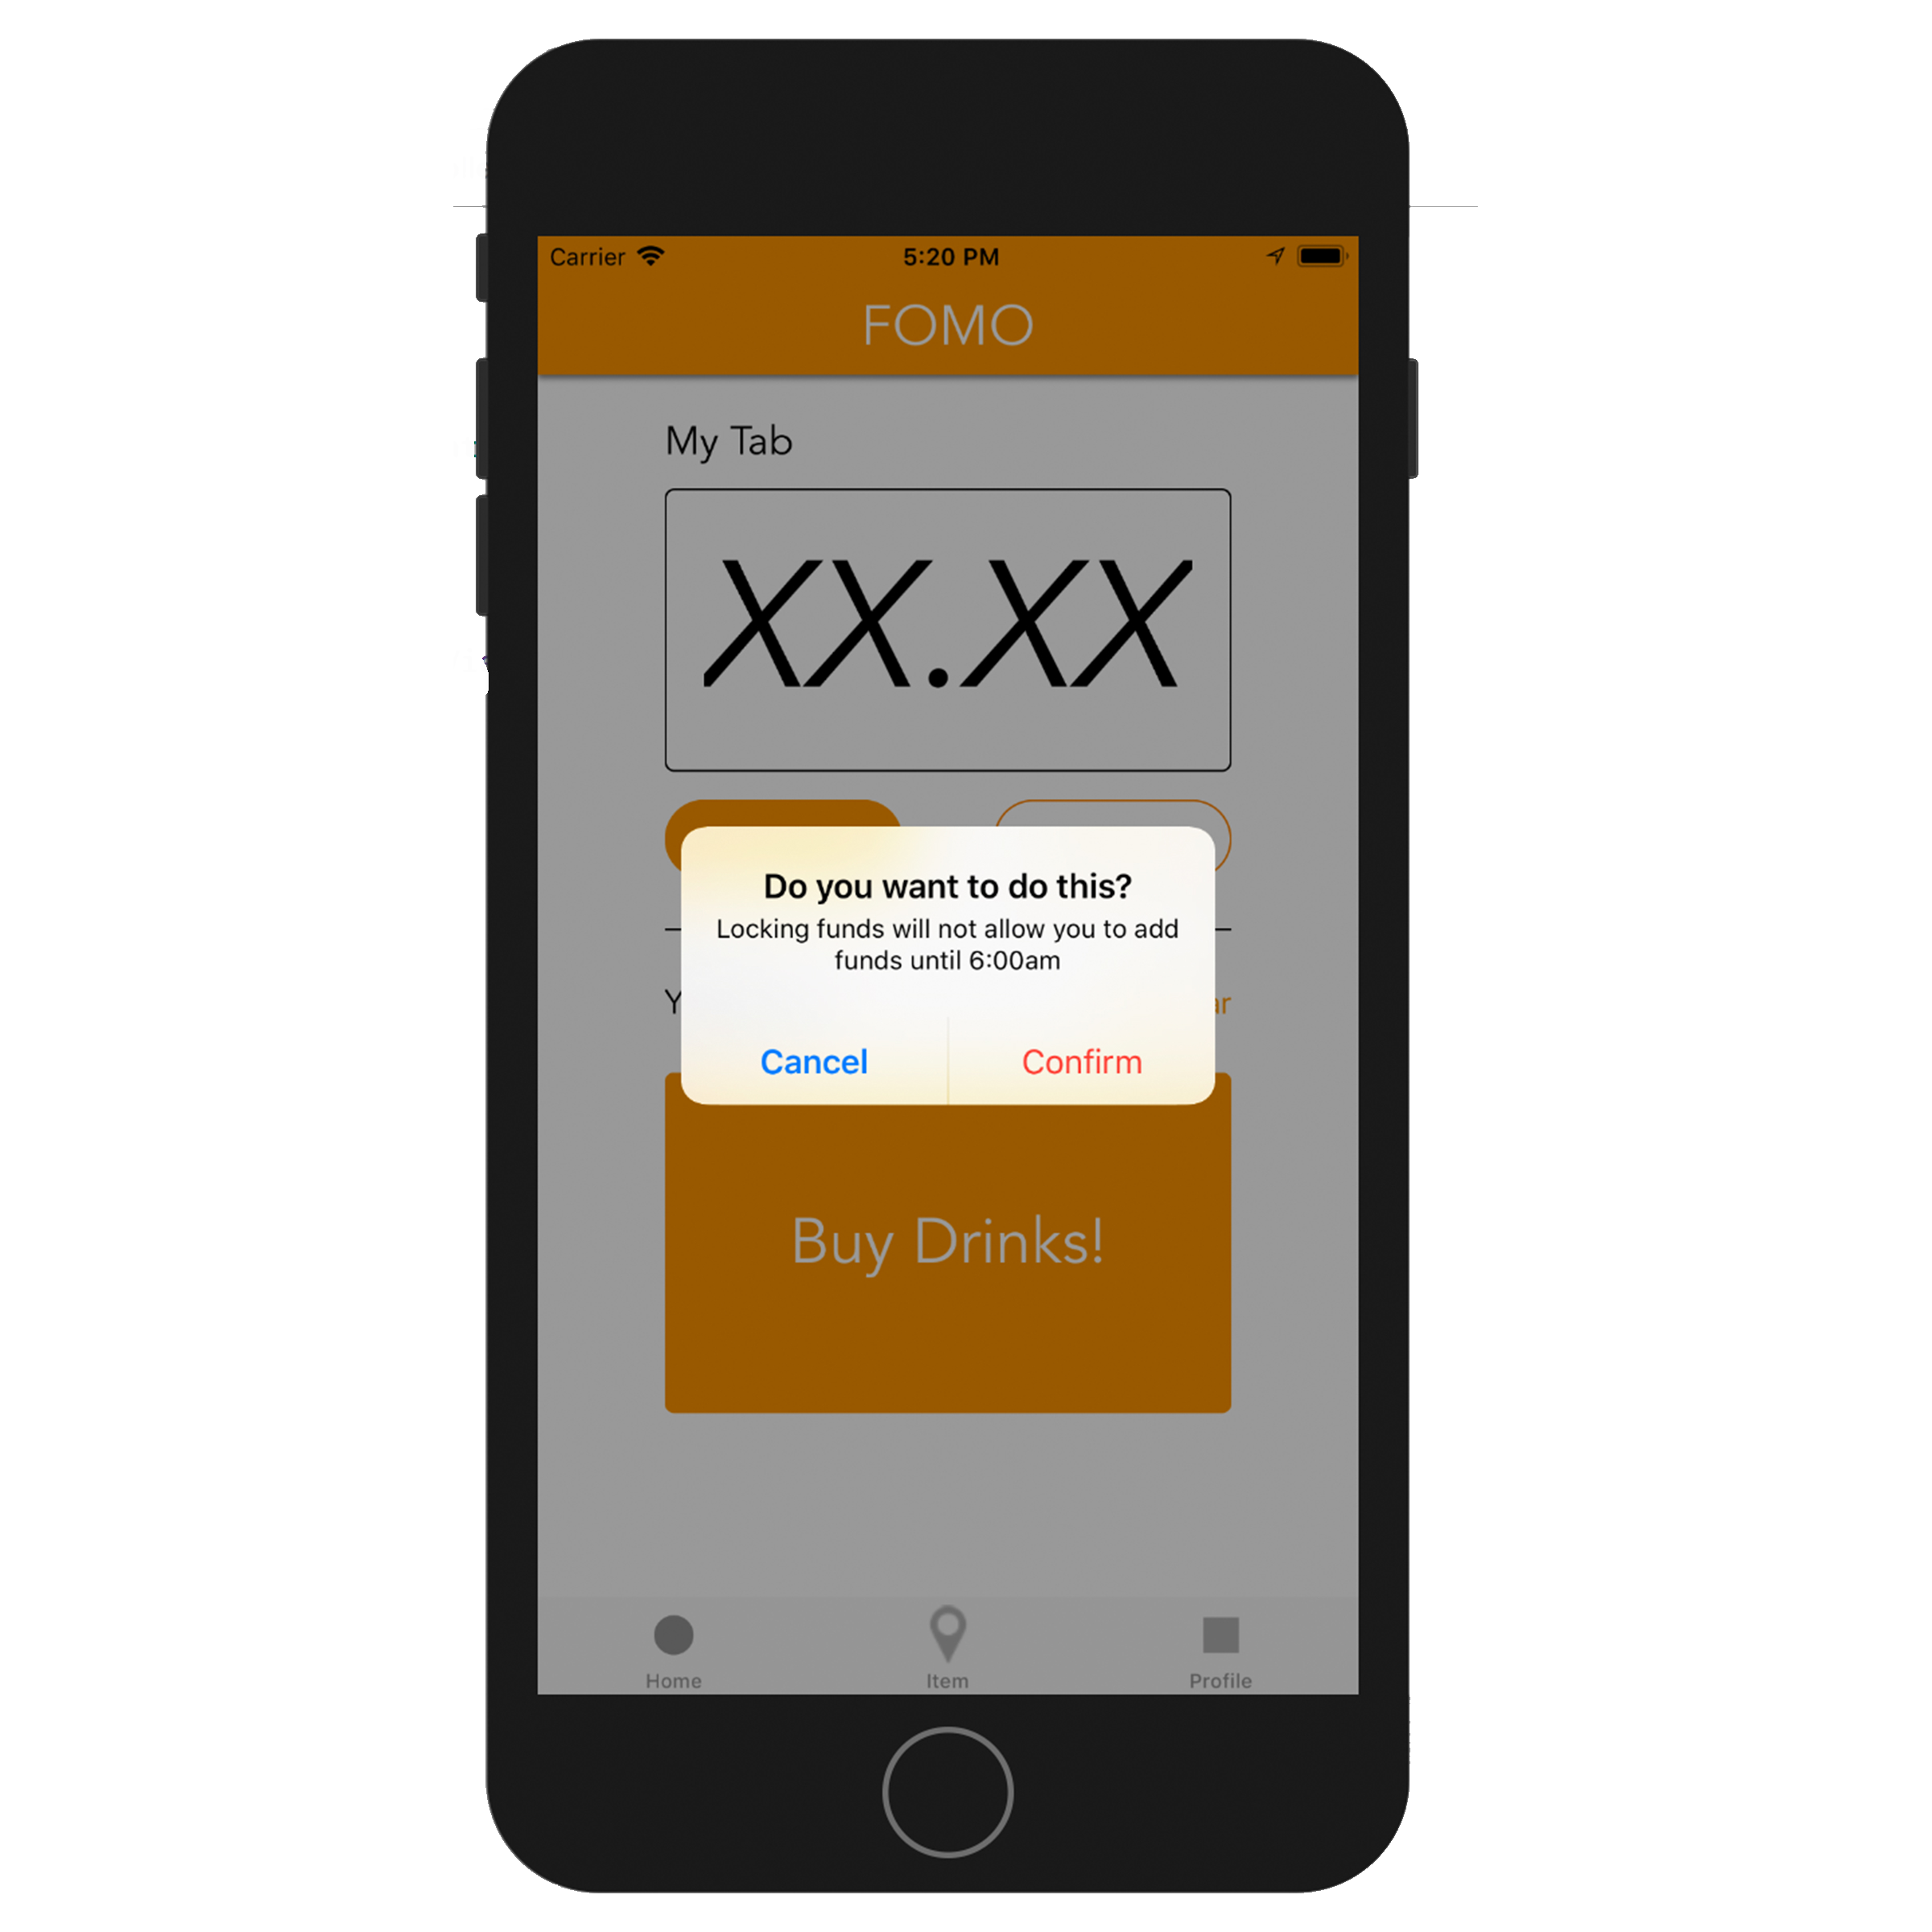 Carrier 5:20 PM
FOMO
My Tab
XX.XX
Do you want to do this?
Locking funds will not allow you to add
funds until 6:00am
Cancel Confirm
Buy Drinks!
Home Item Profile